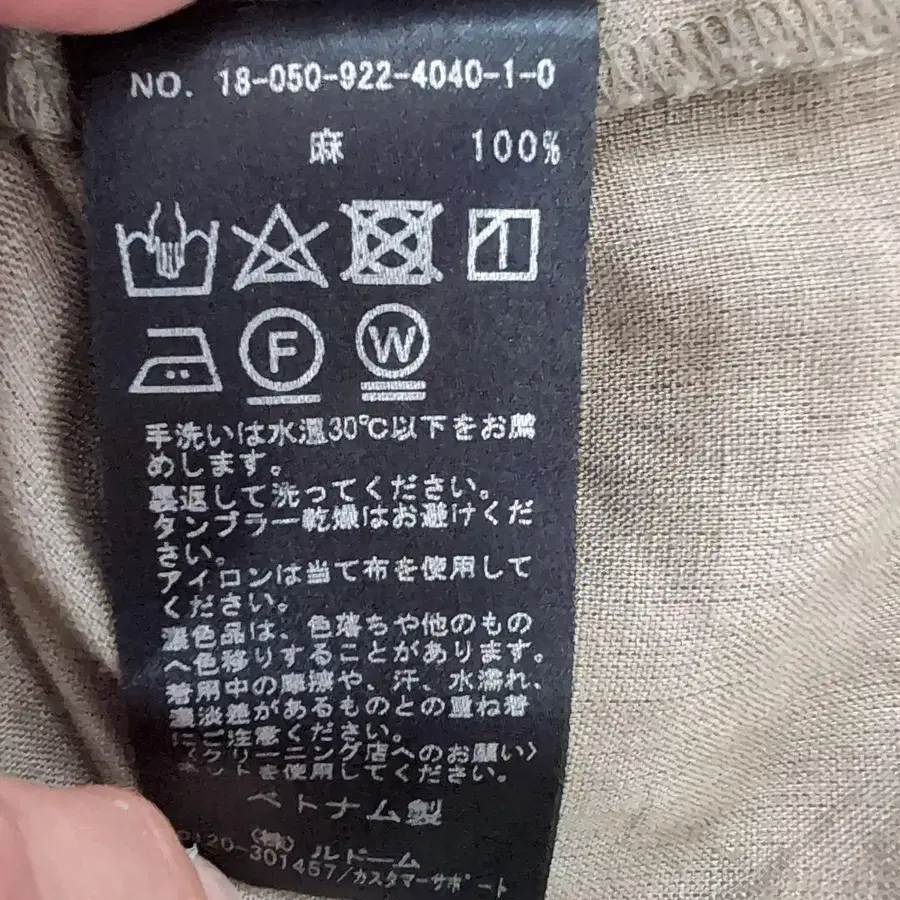 NO. 18-050-922-4040-1-0
麻 100%
F W
手洗いは水温30℃以下をお薦
めします。
裏返して洗ってください。
タンブラー乾燥はお避けくだ
さい。
アイロンは当て布を使用して
ください。
濃色品は、色落ちや他のもの
へ色移りすることがあります。
着用中の摩擦や、汗、水濡れ、
濃淡差があるものとの重ね着
にご注意ください。
〈クリーニング店へのお願い〉
ネットを使用してください。
ベトナム製
(株) ルドーム
0120-301457/カスタマーサポート